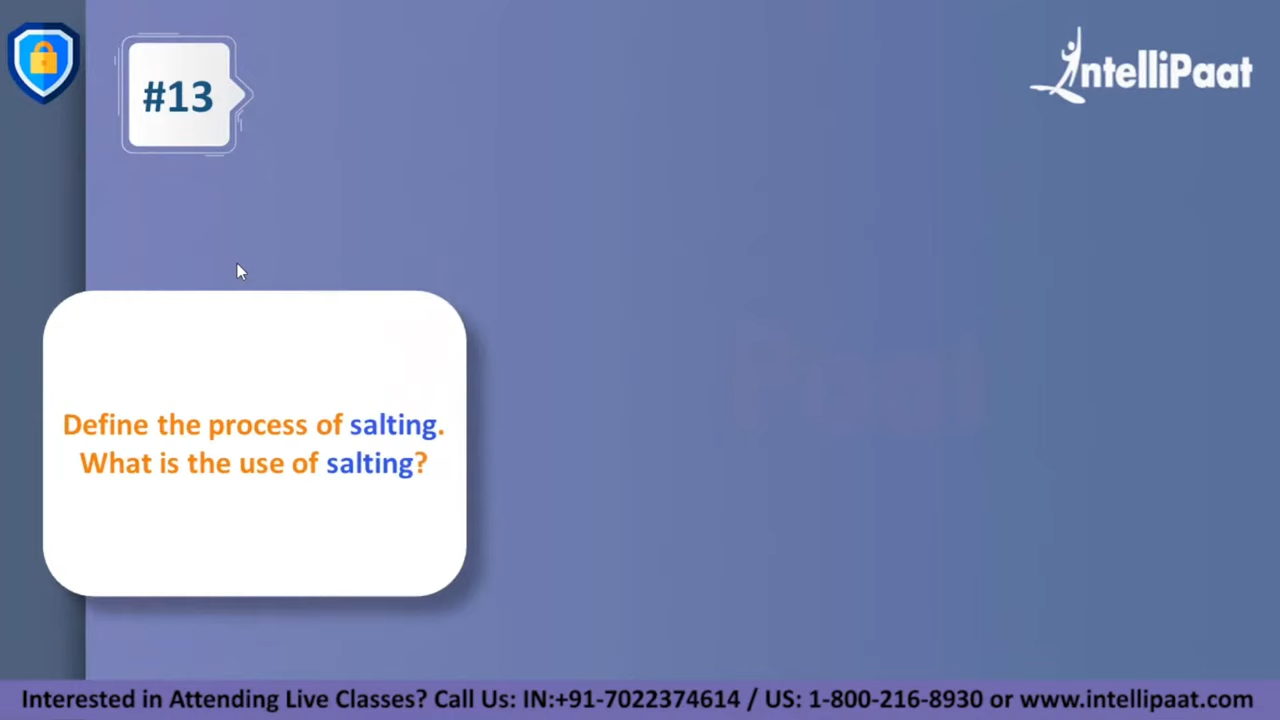 #13
IntelliPaat
Define the process of salting.
What is the use of salting?
Interested in Attending Live Classes? Call Us: IN:+91-7022374614 / US: 1-800-216-8930 or www.intellipaat.com